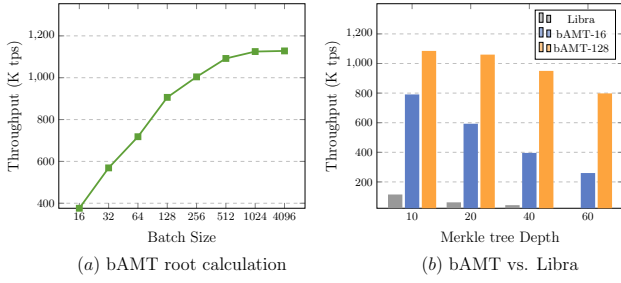 Throughput (K tps)
1,200
1,000
800
600
400
16 32 64 128 256 512 1024 4096
Batch Size
(a) bAMT root calculation
Throughput (K tps)
Libra
bAMT-16
bAMT-128
1,200
1,000
800
600
400
200
10 20 40 60
Merkle tree Depth
(b) bAMT vs. Libra